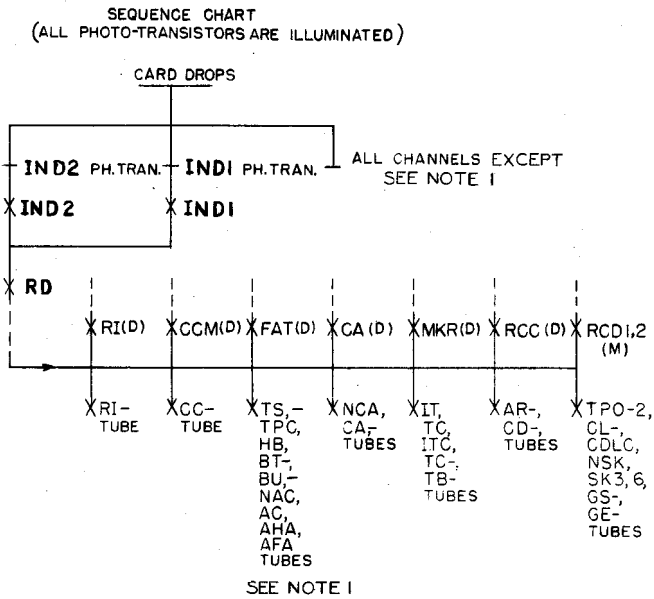 SEQUENCE CHART
(ALL PHOTO-TRANSISTORS ARE ILLUMINATED)
CARD DROPS
IND2 PH.TRAN.
IND1 PH.TRAN.
ALL CHANNELS EXCEPT
SEE NOTE 1
IND2
IND1
RD
RI(D)
CCM(D)
FAT(D)
CA(D)
MKR(D)
RCC(D)
RCD1,2
(M)
RI-
TUBE
CC-
TUBE
TS,-
TPC,
HB,
BT-,
BU,-
NAC,
AC,
AHA,
AFA
TUBES
NCA,
CA,-
TUBES
IT,
TC,
ITC,
TC-,
TB-
TUBES
AR-,
CD-,
TUBES
TPO-2,
CL-,
CDLC,
NSK,
SK3,6,
GS-,
GE-
TUBES
SEE NOTE 1